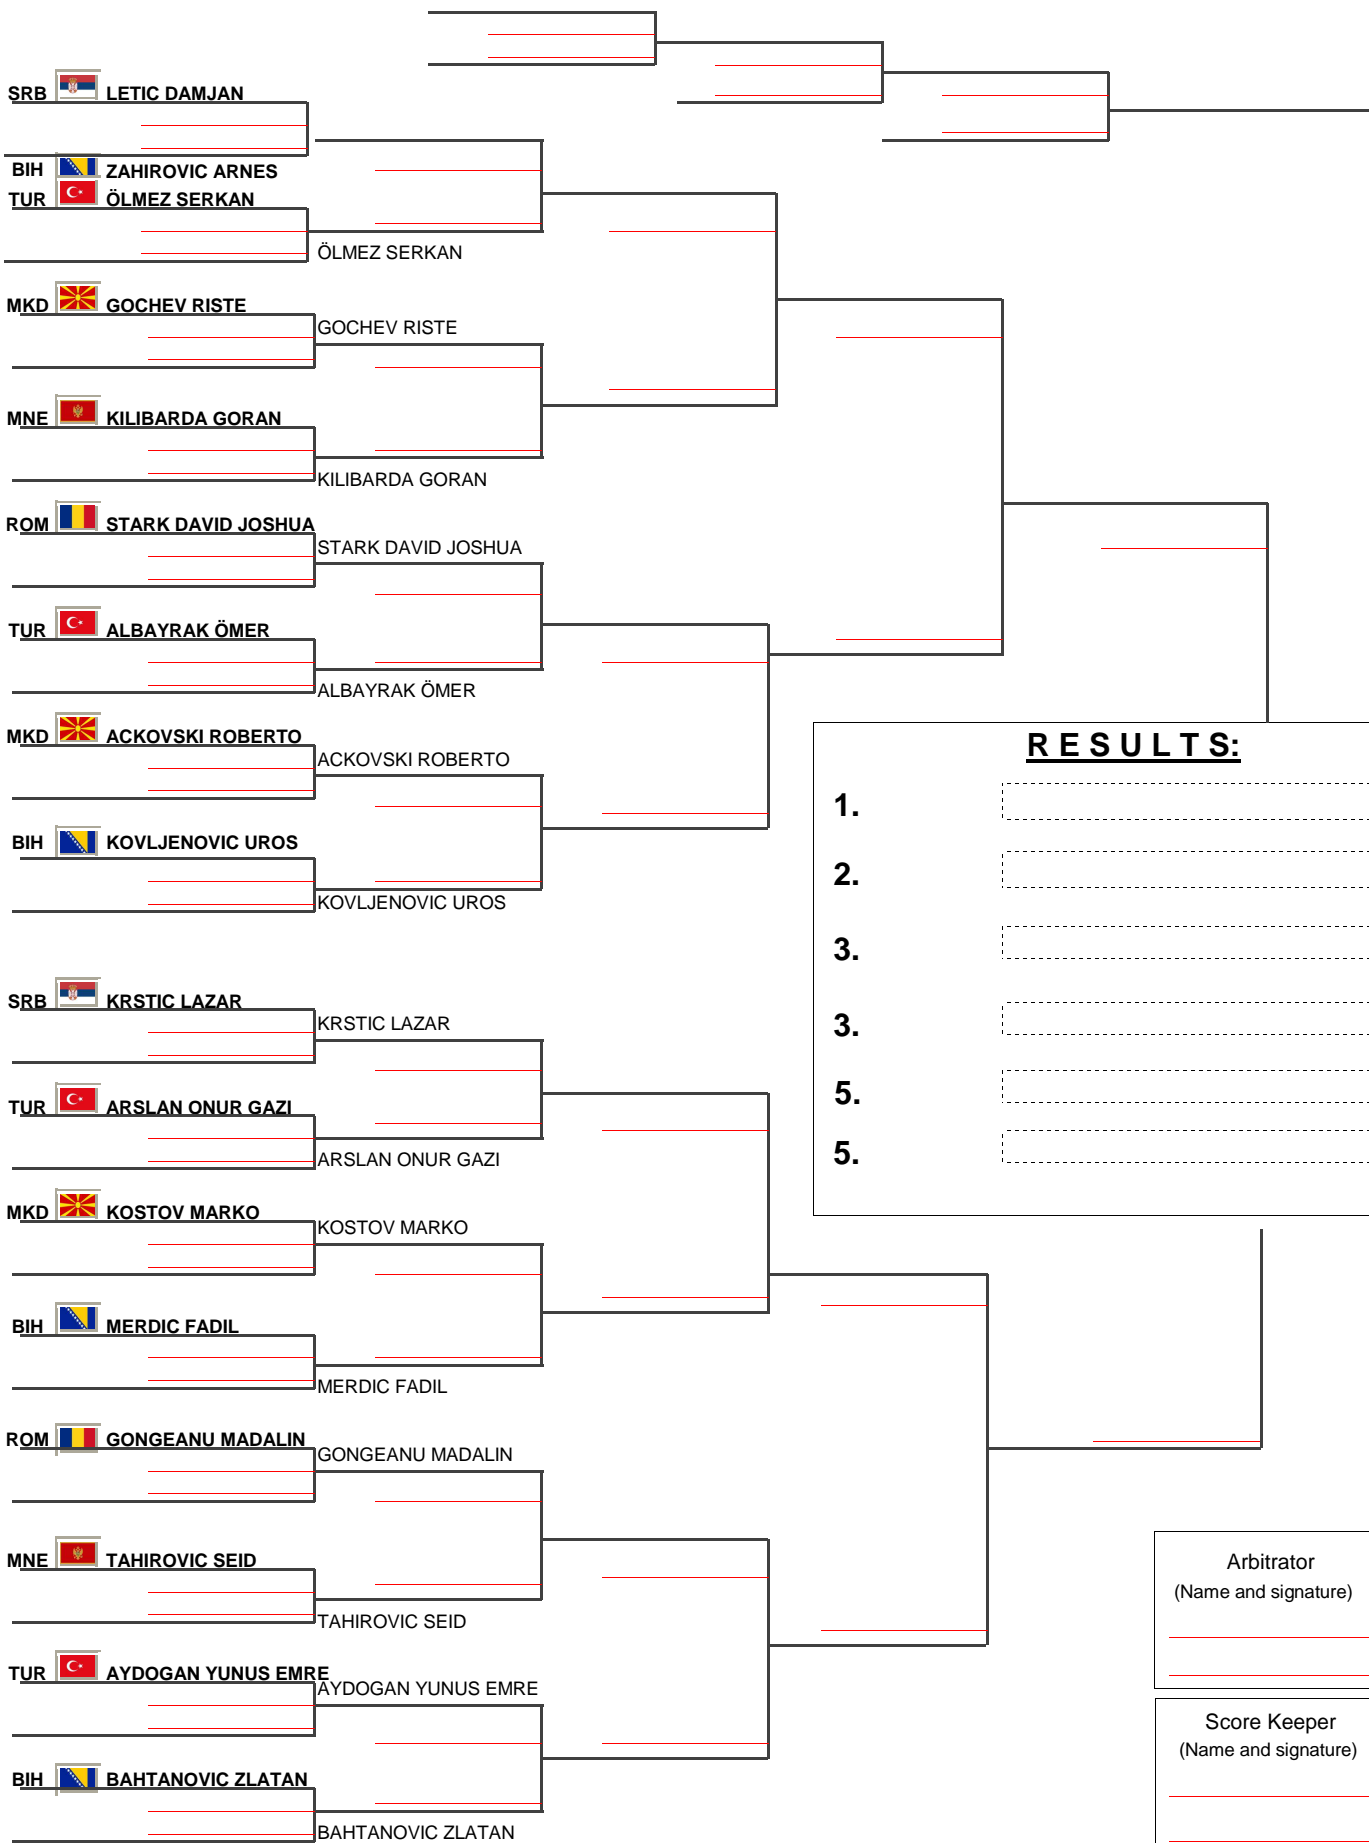 SRB LETIC DAMJAN
BIH ZAHIROVIC ARNES
TUR ÖLMEZ SERKAN
ÖLMEZ SERKAN
MKD GOCHEV RISTE
GOCHEV RISTE
MNE KILIBARDA GORAN
KILIBARDA GORAN
ROM STARK DAVID JOSHUA
STARK DAVID JOSHUA
TUR ALBAYRAK ÖMER
ALBAYRAK ÖMER
MKD ACKOVSKI ROBERTO
ACKOVSKI ROBERTO
BIH KOVLJENOVIC UROS
KOVLJENOVIC UROS
R E S U L T S:
1.
2.
3.
3.
5.
5.
SRB KRSTIC LAZAR
KRSTIC LAZAR
TUR ARSLAN ONUR GAZI
ARSLAN ONUR GAZI
MKD KOSTOV MARKO
KOSTOV MARKO
BIH MERDIC FADIL
MERDIC FADIL
ROM GONGEANU MADALIN
GONGEANU MADALIN
MNE TAHIROVIC SEID
TAHIROVIC SEID
TUR AYDOGAN YUNUS EMRE
AYDOGAN YUNUS EMRE
BIH BAHTANOVIC ZLATAN
BAHTANOVIC ZLATAN
Arbitrator
(Name and signature)
Score Keeper
(Name and signature)